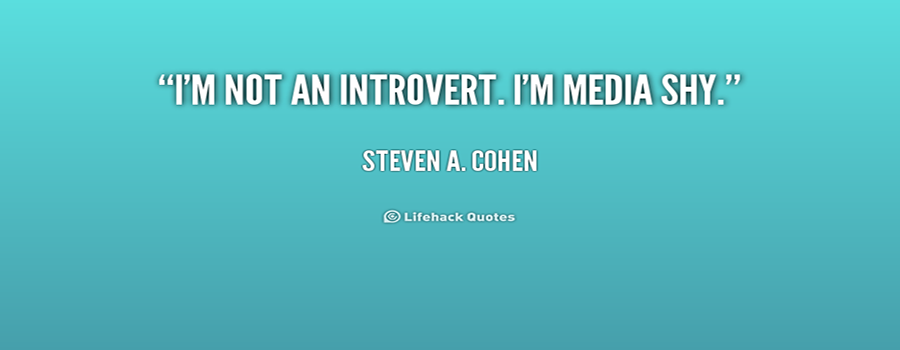 “I’M NOT AN INTROVERT. I’M MEDIA SHY.”
STEVEN A. COHEN
Lifehack Quotes